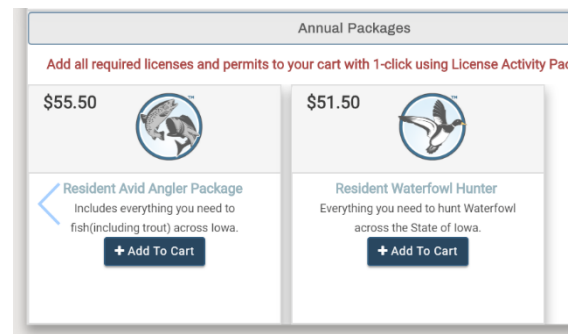 Annual Packages
Add all required licenses and permits to your cart with 1-click using License Activity
$55.50
Resident Avid Angler Package
Includes everything you need to
fish(including trout) across Iowa.
+ Add To Cart
$51.50
Resident Waterfowl Hunter
Everything you need to hunt Waterfowl
across the State of Iowa.
+ Add To Cart